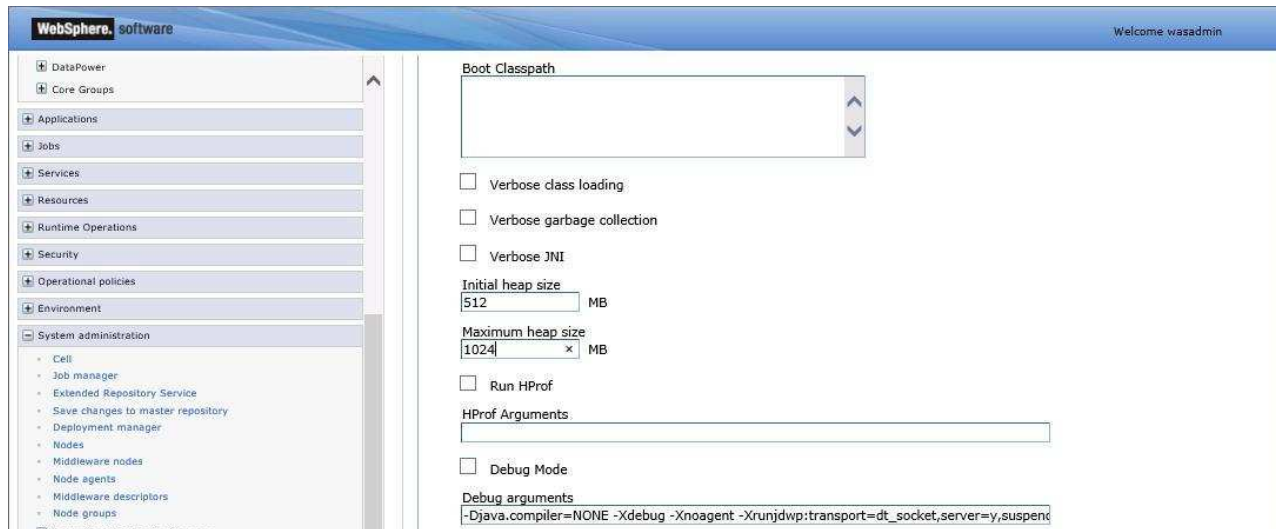 WebSphere. software
Welcome wasadmin
DataPower
Core Groups
Applications
Jobs
Services
Resources
Runtime Operations
Security
Operational policies
Environment
System administration
Cell
Job manager
Extended Repository Service
Save changes to master repository
Deployment manager
Nodes
Middleware nodes
Node agents
Middleware descriptors
Node groups
Boot Classpath
Verbose class loading
Verbose garbage collection
Verbose JNI
Initial heap size
512 MB
Maximum heap size
1024 × MB
Run HProf
HProf Arguments
Debug Mode
Debug arguments
-Djava.compiler=NONE -Xdebug -Xnoagent -Xrunjdwp:transport=dt_socket,server=y,suspend